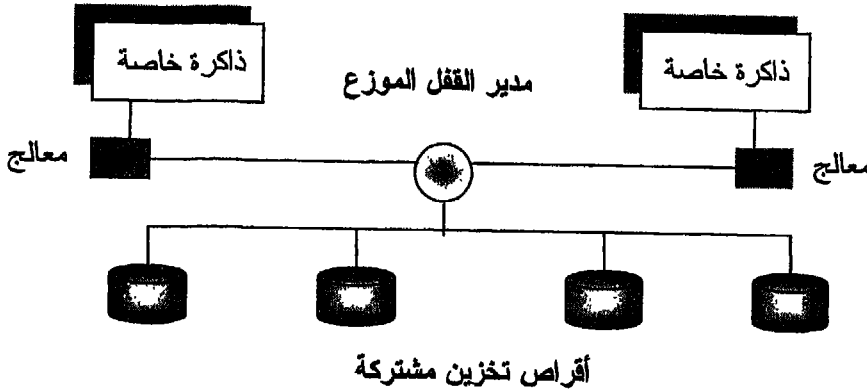 ذاكرة خاصة
ذاكرة خاصة
مدير القفل الموزع
معالج
معالج
أقراص تخزين مشتركة